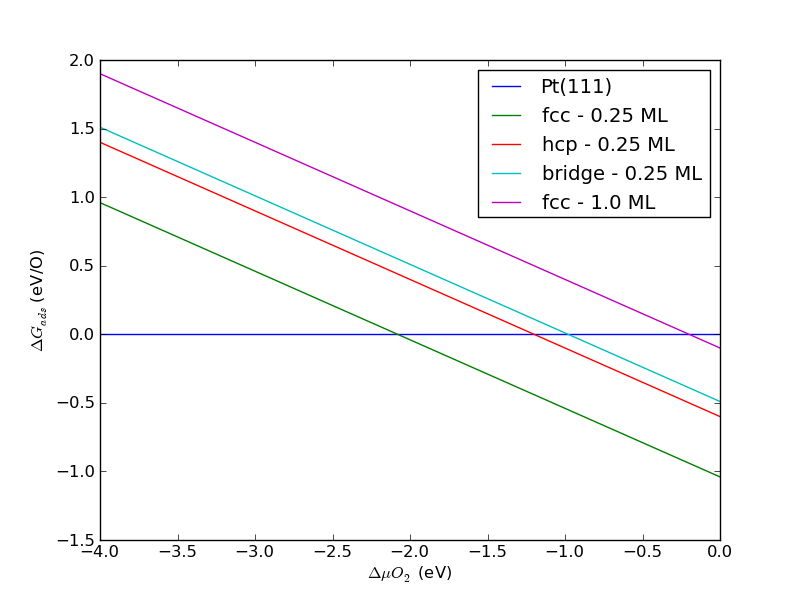 2.0
1.5
1.0
0.5
0.0
−0.5
−1.0
−1.5
ΔG_ads (eV/O)
Pt(111)
fcc - 0.25 ML
hcp - 0.25 ML
bridge - 0.25 ML
fcc - 1.0 ML
−4.0 −3.5 −3.0 −2.5 −2.0 −1.5 −1.0 −0.5 0.0
ΔμO₂ (eV)